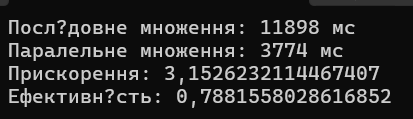 Посл?довне множення: 11898 мс
Паралельне множення: 3774 мс
Прискорення: 3,1526232114467407
Ефективн?сть: 0,7881558028616852